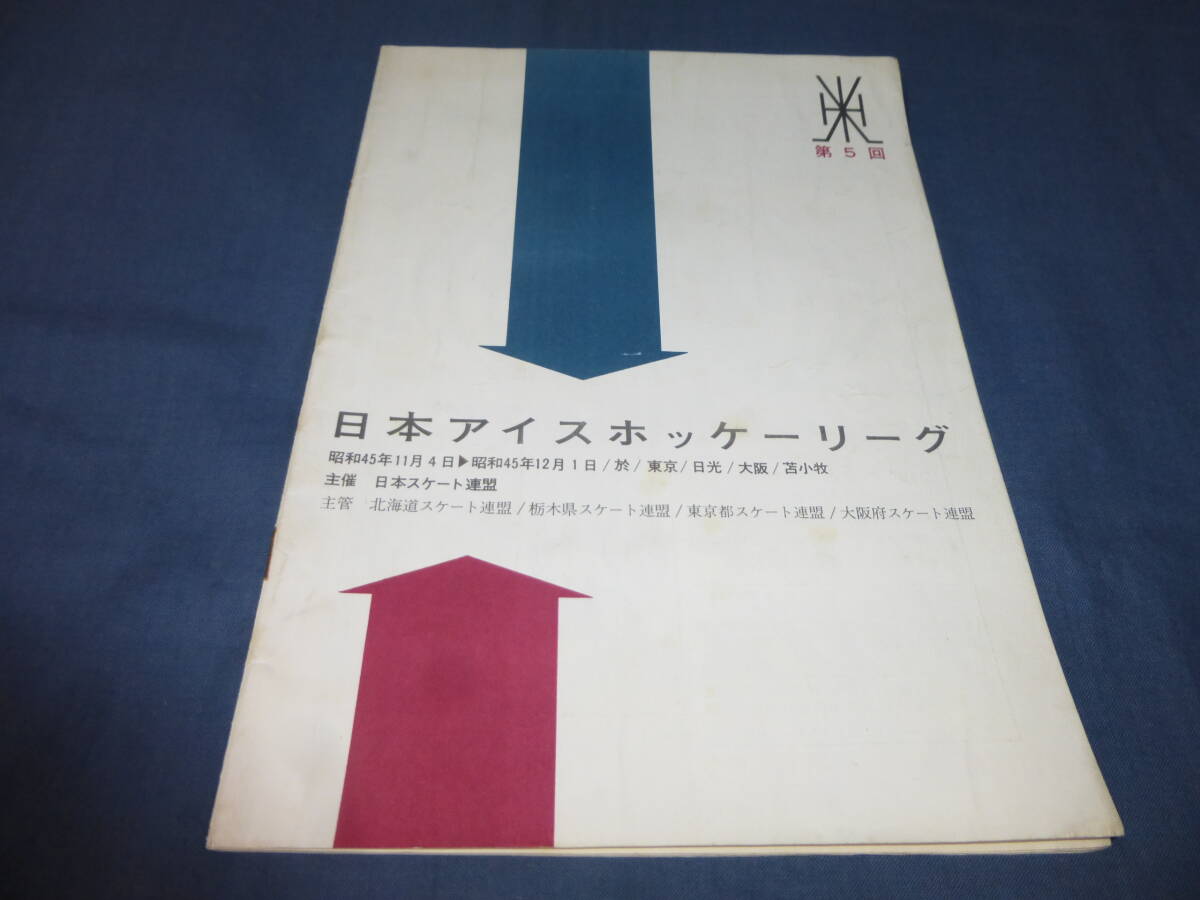 第5回
日本アイスホッケーリーグ
昭和45年11月4日▶昭和45年12月1日/於/東京/日光/大阪/苫小牧
主催 日本スケート連盟
主管 北海道スケート連盟/栃木県スケート連盟/東京都スケート連盟/大阪府スケート連盟